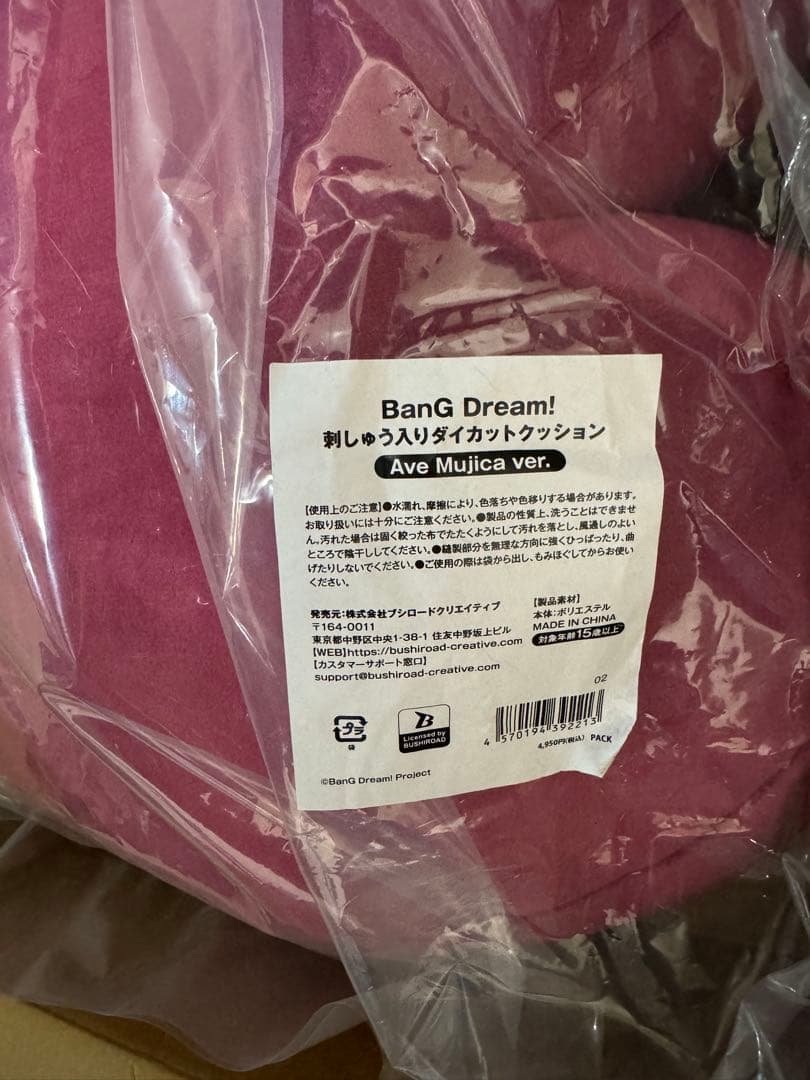 BanG Dream!
刺しゅう入りダイカットクッション
Ave Mujica ver.
【使用上のご注意】●水濡れ、摩擦により、色落ちや色移りする場合があります。
お取り扱いには十分にご注意ください。●製品の性質上、洗うことはできませ
ん。汚れた場合は固く絞った布でたたくようにして汚れを落とし、風通しのよい
ところで陰干ししてください。●縫製部分を無理な方向に強くひっぱったり、曲
げたりしないでください。●ご使用の際は袋から出し、もみほぐしてからお使い
ください。
発売元：株式会社ブシロードクリエイティブ
〒164-0011
東京都中野区中央1-38-1 住友中野坂上ビル
【WEB】https://bushiroad-creative.com
【カスタマーサポート窓口】
support@bushiroad-creative.com
【製品素材】
本体：ポリエステル
MADE IN CHINA
対象年齢15歳以上
02
プラ
袋
B
Licensed by
BUSHIROAD
4 570194 392213
4,950円(税込) PACK
©BanG Dream! Project